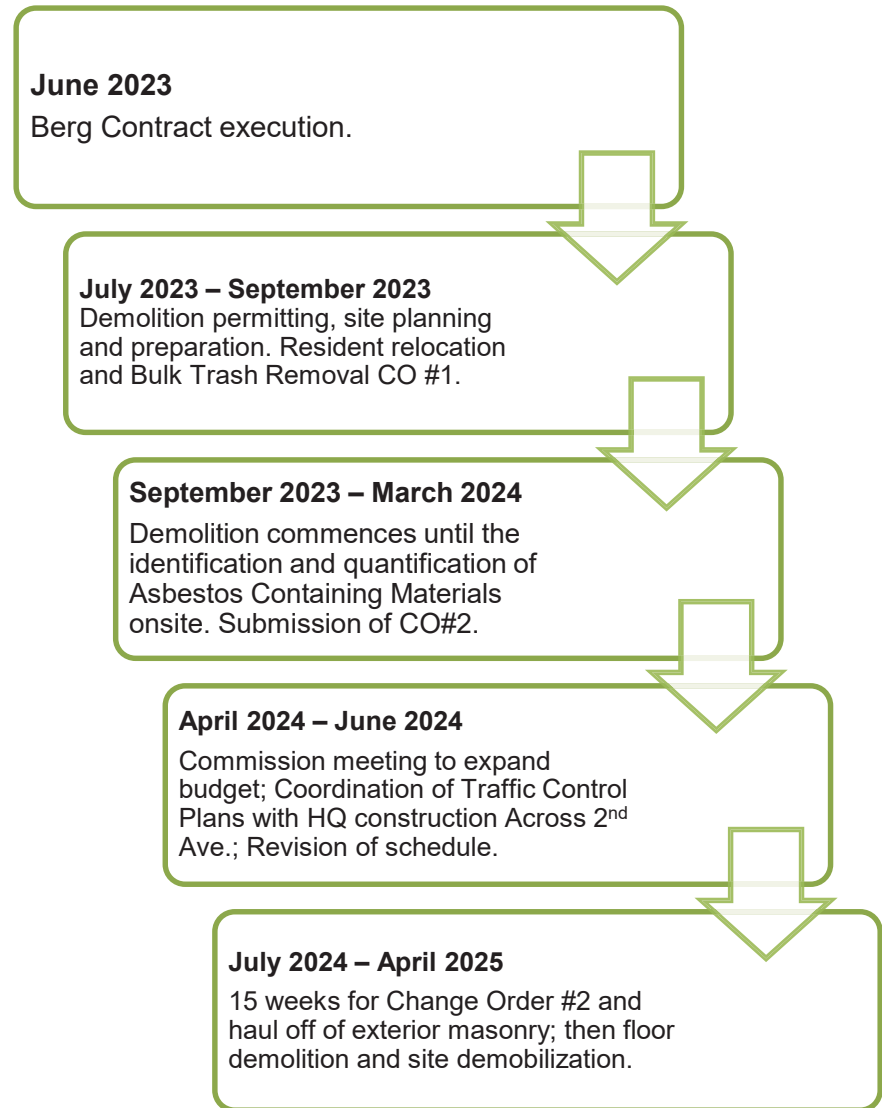 June 2023
Berg Contract execution.
July 2023 – September 2023
Demolition permitting, site planning
and preparation. Resident relocation
and Bulk Trash Removal CO #1.
September 2023 – March 2024
Demolition commences until the
identification and quantification of
Asbestos Containing Materials
onsite. Submission of CO#2.
April 2024 – June 2024
Commission meeting to expand
budget; Coordination of Traffic Control
Plans with HQ construction Across 2nd
Ave.; Revision of schedule.
July 2024 – April 2025
15 weeks for Change Order #2 and
haul off of exterior masonry; then floor
demolition and site demobilization.